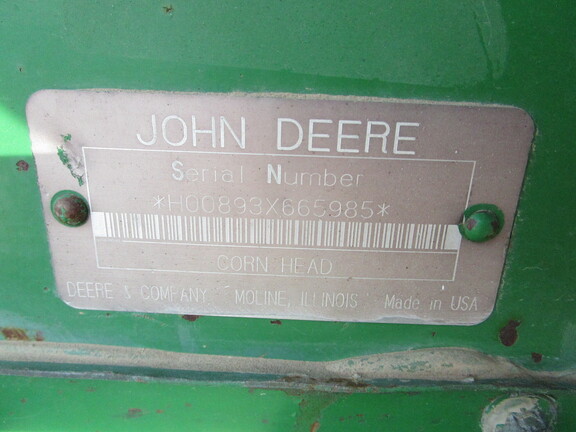 JOHN DEERE
Serial Number
*H00893X665985*
CORN HEAD
DEERE & COMPANY MOLINE, ILLINOIS Made in USA